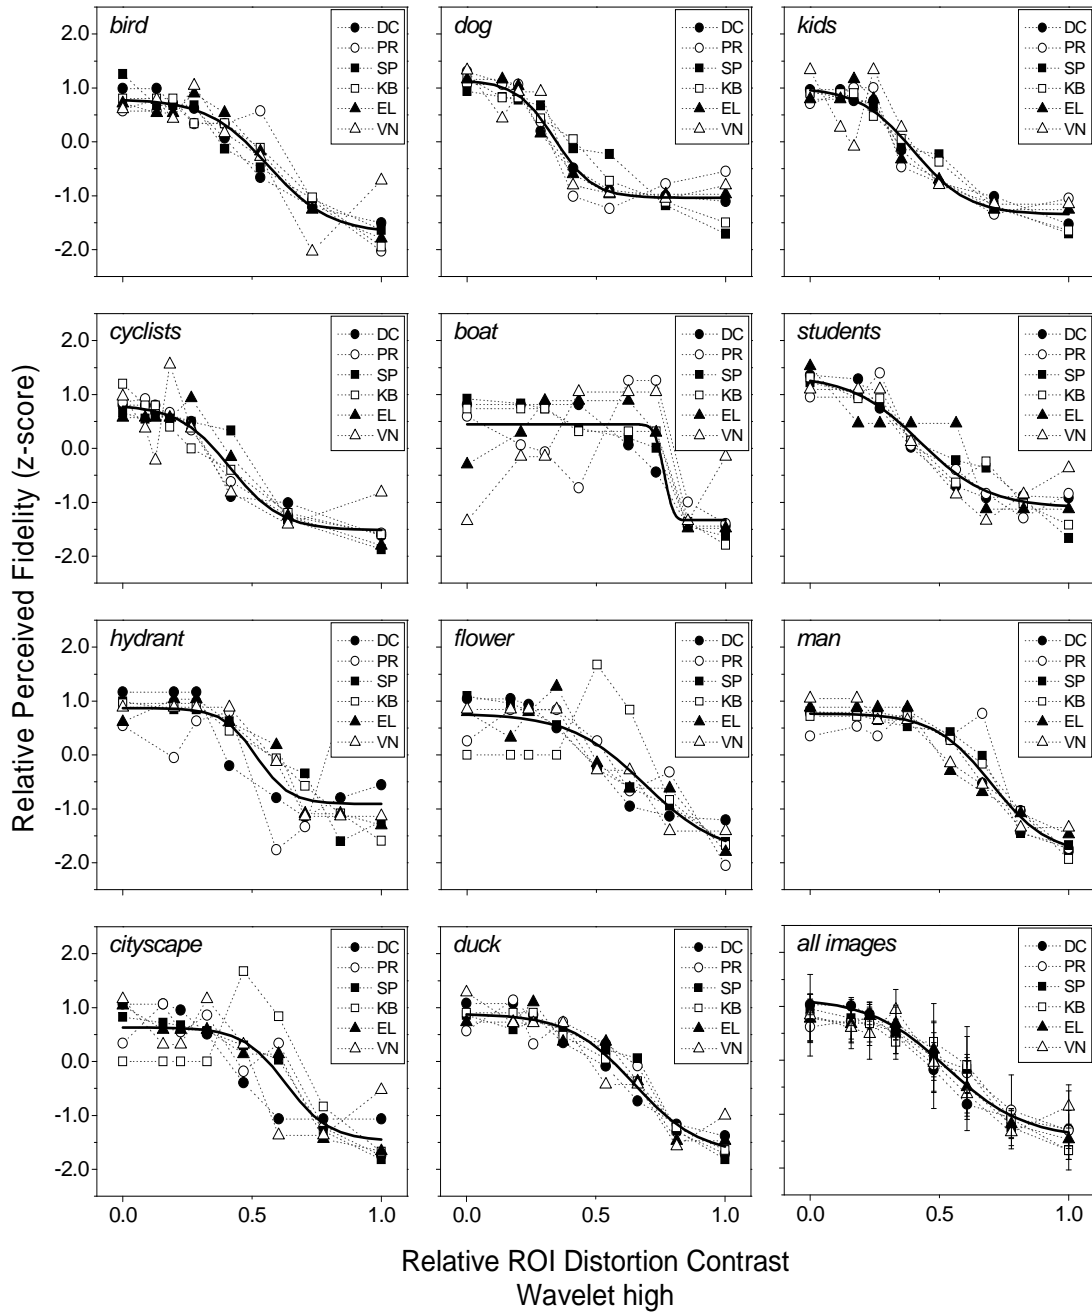 Relative Perceived Fidelity (z-score)
bird
DC
PR
SP
KB
EL
VN
2.0
1.0
0.0
-1.0
-2.0
dog
DC
PR
SP
KB
EL
VN
kids
DC
PR
SP
KB
EL
VN
cyclists
DC
PR
SP
KB
EL
VN
2.0
1.0
0.0
-1.0
-2.0
boat
DC
PR
SP
KB
EL
VN
students
DC
PR
SP
KB
EL
VN
hydrant
DC
PR
SP
KB
EL
VN
2.0
1.0
0.0
-1.0
-2.0
flower
DC
PR
SP
KB
EL
VN
man
DC
PR
SP
KB
EL
VN
cityscape
DC
PR
SP
KB
EL
VN
2.0
1.0
0.0
-1.0
-2.0
0.0 0.5 1.0
duck
DC
PR
SP
KB
EL
VN
0.0 0.5 1.0
all images
DC
PR
SP
KB
EL
VN
0.0 0.5 1.0
Relative ROI Distortion Contrast
Wavelet high